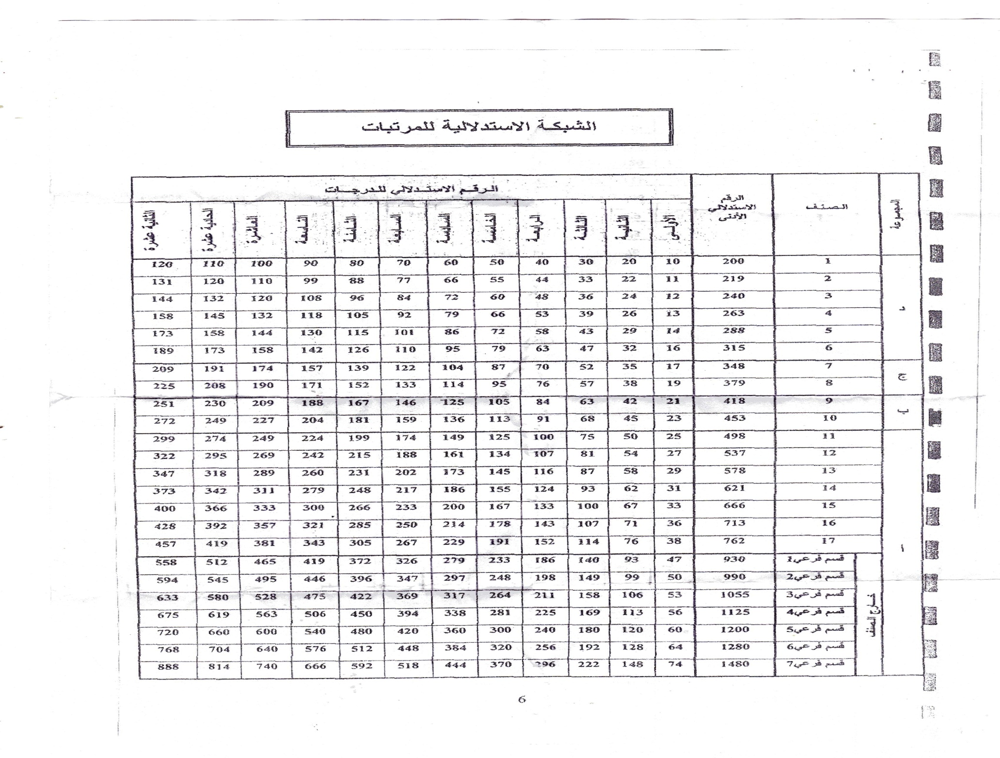 الشبكة الاستدلالية للمرتبات
المجموعة الصنف الرقم الاستدلالي الأدنى الرقم الاستدلالي للدرجات
الأولى الثانية الثالثة الرابعة الخامسة السادسة السابعة الثامنة التاسعة العاشرة الحادية عشرة الثانية عشرة
د
1 200 10 20 30 40 50 60 70 80 90 100 110 120
2 219 11 22 33 44 55 66 77 88 99 110 120 131
3 240 12 24 36 48 60 72 84 96 108 120 132 144
4 263 13 26 39 53 66 79 92 105 118 132 145 158
5 288 14 29 43 58 72 86 101 115 130 144 158 173
6 315 16 32 47 63 79 95 110 126 142 158 173 189
ج
7 348 17 35 52 70 87 104 122 139 157 174 191 209
8 379 19 38 57 76 95 114 133 152 171 190 208 225
ب
9 418 21 42 63 84 105 125 146 167 188 209 230 251
10 453 23 45 68 91 113 136 159 181 204 227 249 272
أ
11 498 25 50 75 100 125 149 174 199 224 249 274 299
12 537 27 54 81 107 134 161 188 215 242 269 295 322
13 578 29 58 87 116 145 173 202 231 260 289 318 347
14 621 31 62 93 124 155 186 217 248 279 311 342 373
15 666 33 67 100 133 167 200 233 266 300 333 366 400
16 713 36 71 107 143 178 214 250 285 321 357 392 428
17 762 38 76 114 152 191 229 267 305 343 381 419 457
خارج الصنف
قسم فرعي1 930 47 93 140 186 233 279 326 372 419 465 512 558
قسم فرعي2 990 50 99 149 198 248 297 347 396 446 495 545 594
قسم فرعي3 1055 53 106 158 211 264 317 369 422 475 528 580 633
قسم فرعي4 1125 56 113 169 225 281 338 394 450 506 563 619 675
قسم فرعي5 1200 60 120 180 240 300 360 420 480 540 600 660 720
قسم فرعي6 1280 64 128 192 256 320 384 448 512 576 640 704 768
قسم فرعي7 1480 74 148 222 296 370 444 518 592 666 740 814 888
6